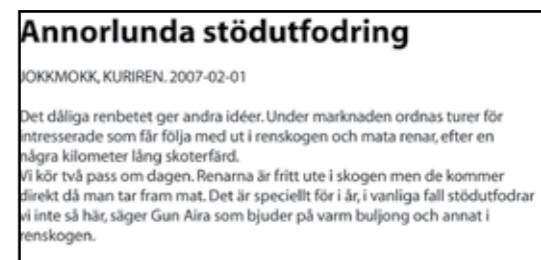 Annorlunda stödutfodring
JOKKMOKK, KURIREN. 2007-02-01
Det dåliga renbetet ger andra idéer. Under marknaden ordnas turer för
intresserade som får följa med ut i renskogen och mata renar, efter en
några kilometer lång skoterfärd.
Vi kör två pass om dagen. Renarna är fritt ute i skogen men de kommer
direkt då man tar fram mat. Det är speciellt för i år, i vanliga fall stödutfodrar
vi inte så här, säger Gun Aira som bjuder på varm buljong och annat i
renskogen.